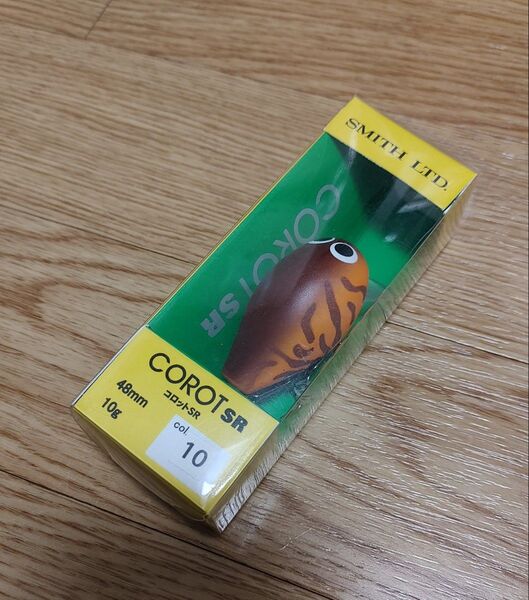 SMITH LTD.
COROT SR
COROT SR
コロットSR
48mm
10g
col.
10